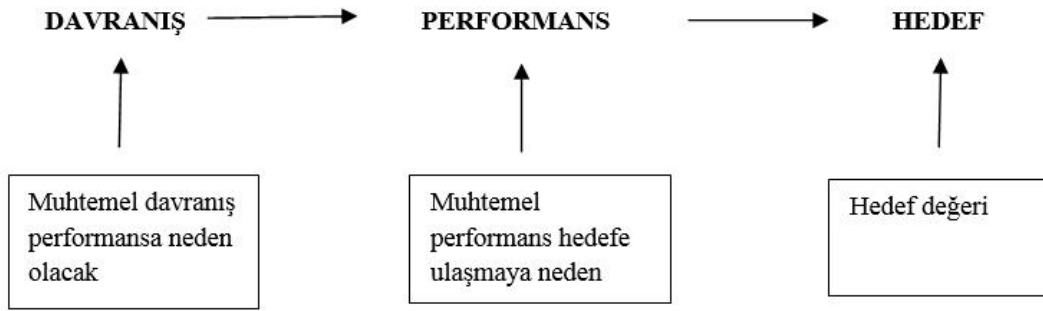 DAVRANIŞ
PERFORMANS
HEDEF
Muhtemel davranış
performansa neden
olacak
Muhtemel
performans hedefe
ulaşmaya neden
Hedef değeri